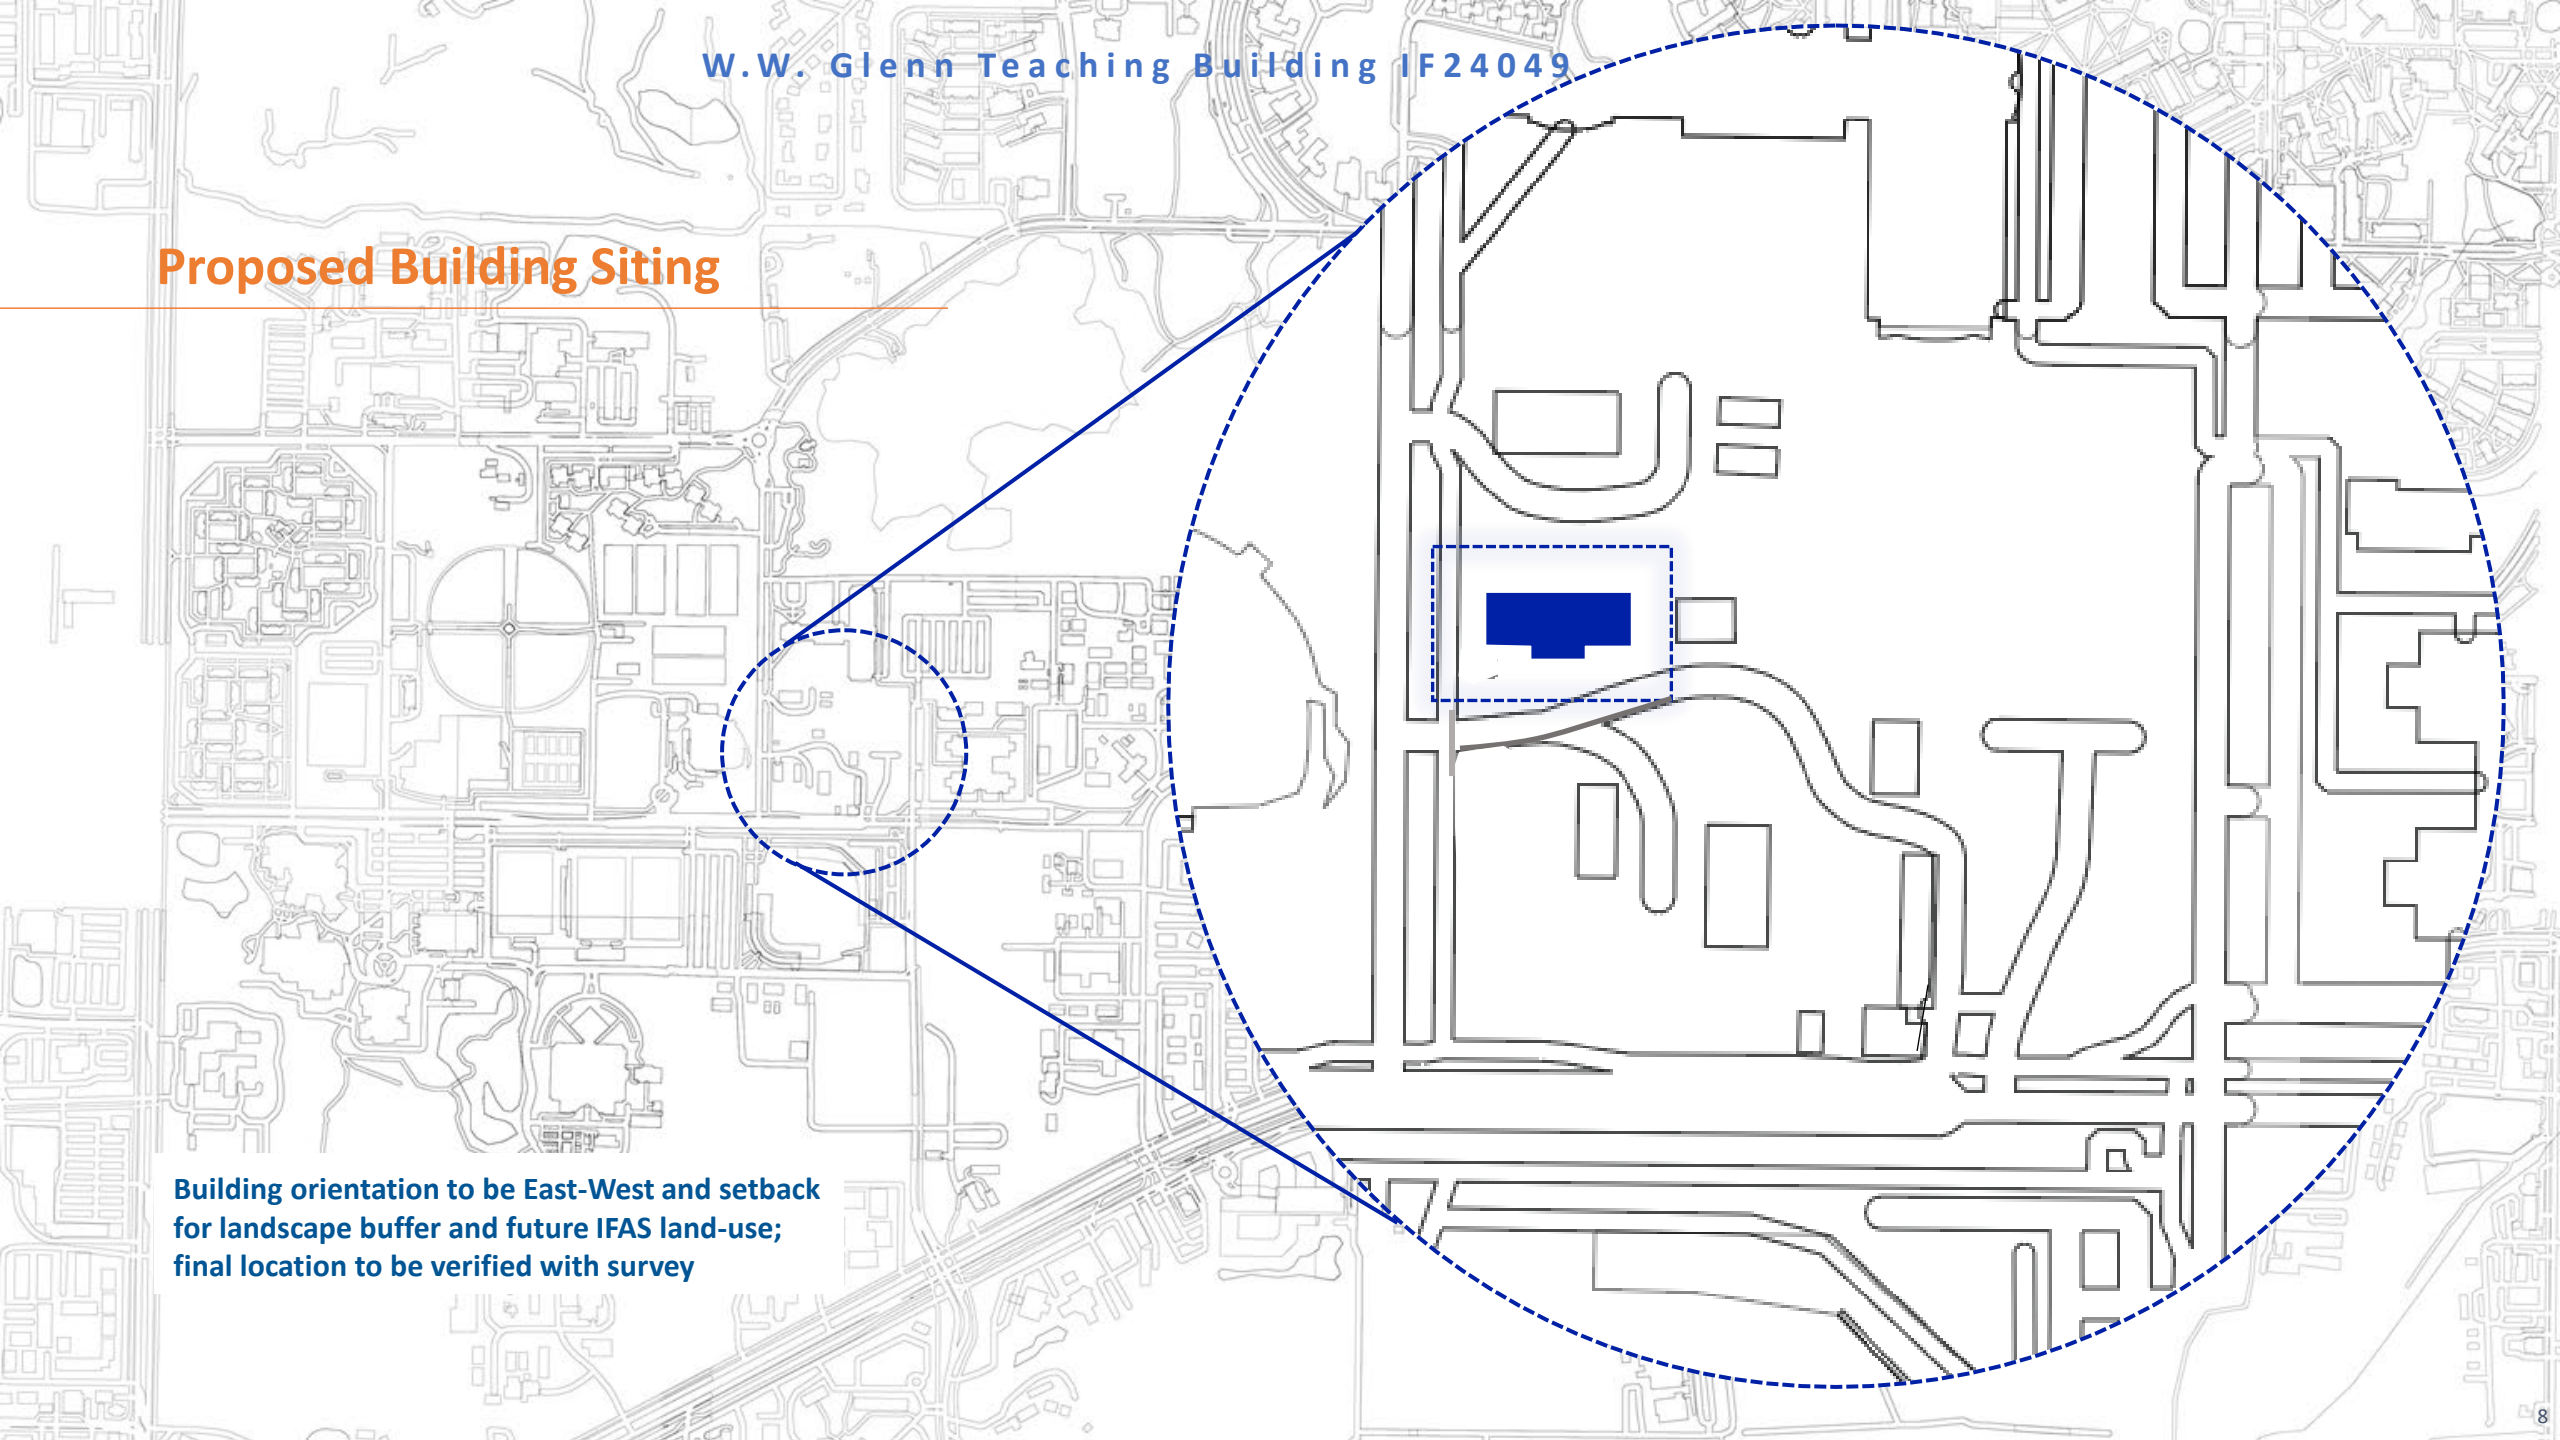 W.W. Glenn Teaching Building IF24049
Proposed Building Siting
Building orientation to be East-West and setback
for landscape buffer and future IFAS land-use;
final location to be verified with survey
8